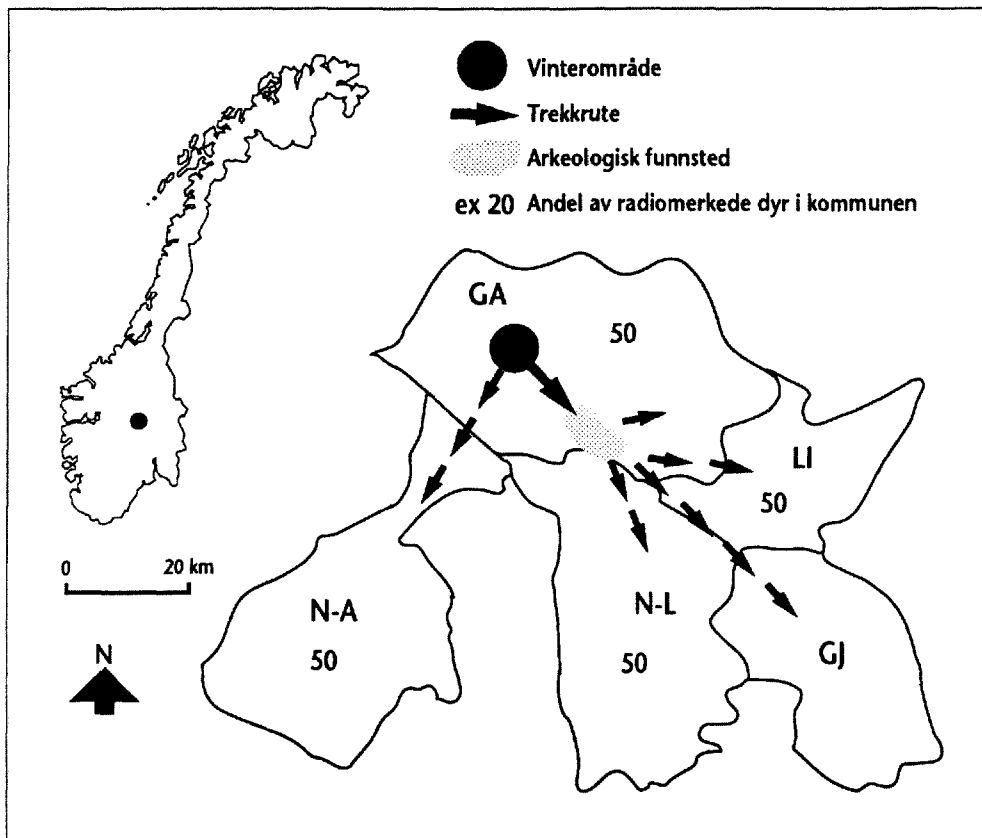 Vinterområde
Trekkrute
Arkeologisk funnsted
ex 20 Andel av radiomerkede dyr i kommunen
GA
50
LI
50
0 20 km
N-A
50
N-L
50
GJ
N